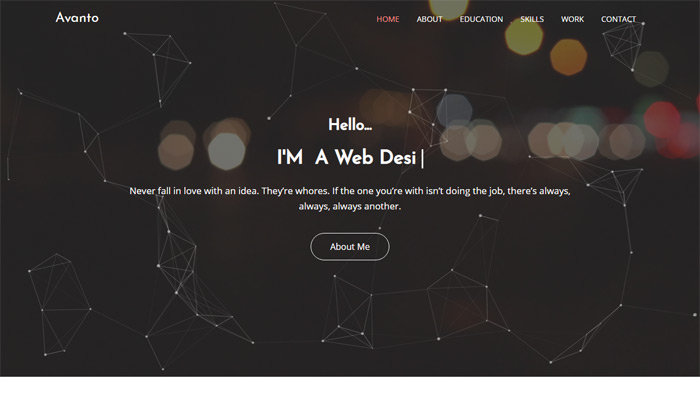 Avanto
HOME ABOUT EDUCATION SKILLS WORK CONTACT
Hello...
I'M A Web Desi|
Never fall in love with an idea. They're whores. If the one you're with isn't doing the job, there's always,
always, always another.
About Me